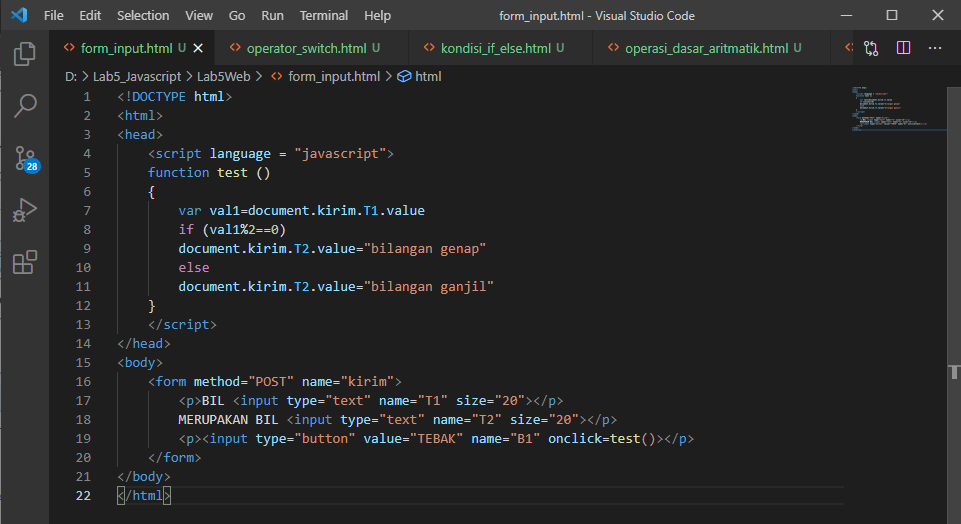 File Edit Selection View Go Run Terminal Help form_input.html - Visual Studio Code
form_input.html U operator_switch.html U kondisi_if_else.html U operasi_dasar_aritmatik.html U
D: > Lab5_Javascript > Lab5Web > form_input.html > html
1 <!DOCTYPE html>
2 <html>
3 <head>
4 <script language = "javascript">
5 function test ()
6 {
7 var val1=document.kirim.T1.value
8 if (val1%2==0)
9 document.kirim.T2.value="bilangan genap"
10 else
11 document.kirim.T2.value="bilangan ganjil"
12 }
13 </script>
14 </head>
15 <body>
16 <form method="POST" name="kirim">
17 <p>BIL <input type="text" name="T1" size="20"></p>
18 MERUPAKAN BIL <input type="text" name="T2" size="20"></p>
19 <p><input type="button" value="TEBAK" name="B1" onclick=test()></p>
20 </form>
21 </body>
22 </html>
28